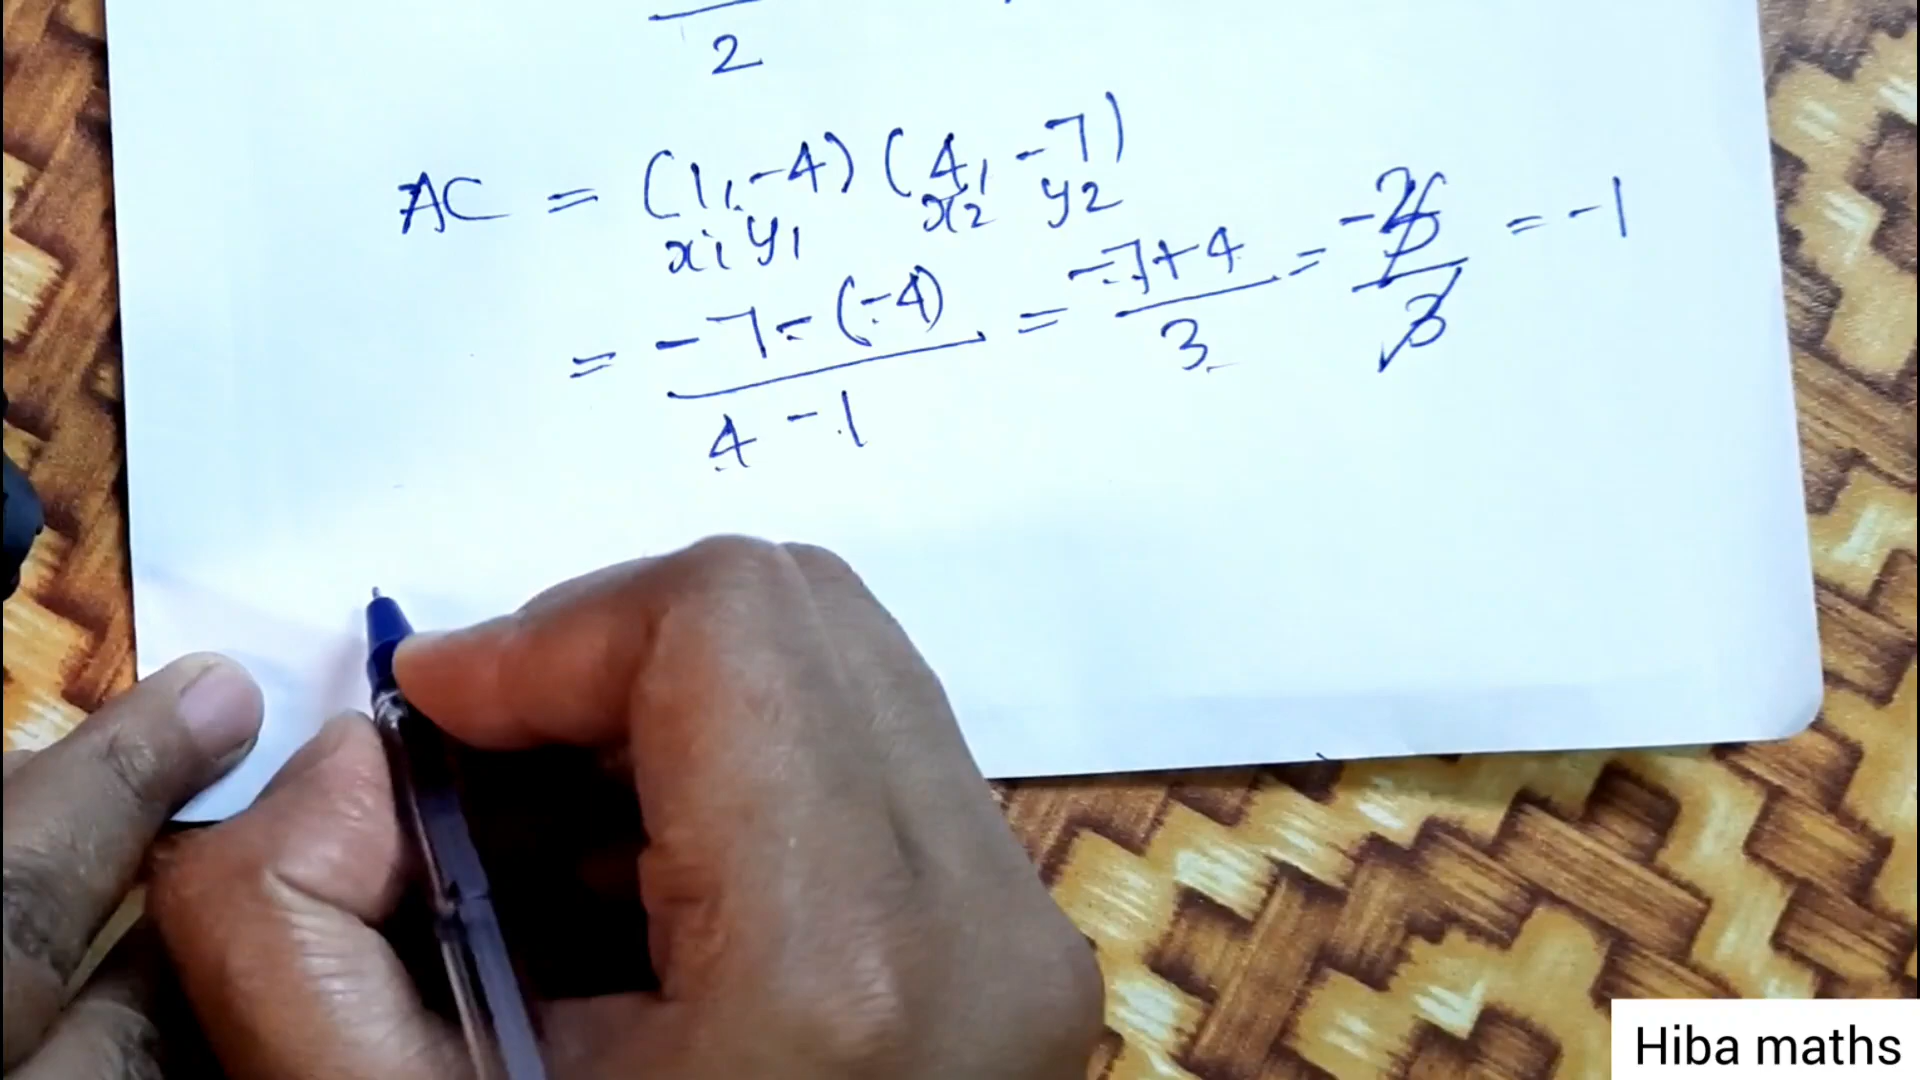 2
AC = (1, -4) (4, -7)
x1 y1 x2 y2
= -7 - (-4) / 4 - 1 = -7+4 / 3 = -3 / 3 = -1
Hiba maths